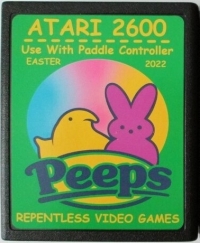 ATARI 2600
Use With Paddle Controller
EASTER 2022
Peeps
REPENTLESS VIDEO GAMES